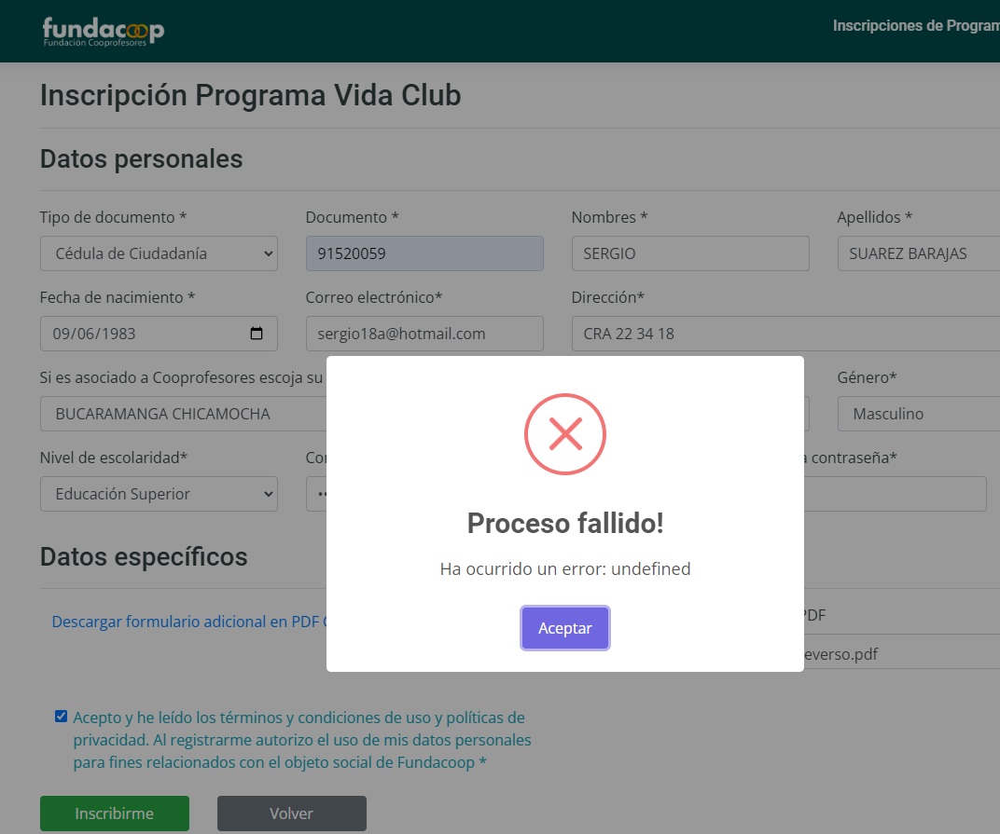 fundacoop
Fundación Cooprofesores
Inscripciones de
Inscripción Programa Vida Club
Datos personales
Tipo de documento * Documento * Nombres * Apellidos *
Cédula de Ciudadanía 91520059 SERGIO SUAREZ BARAJAS
Fecha de nacimiento * Correo electrónico* Dirección*
09/06/1983 sergio18a@hotmail.com CRA 22 34 18
Si es asociado a Cooprofesores escoja su Género*
BUCARAMANGA CHICAMOCHA Masculino
Nivel de escolaridad* contraseña*
Educación Superior ••
Proceso fallido!
Ha ocurrido un error: undefined
Aceptar
Datos específicos
Descargar formulario adicional en PDF PDF
everso.pdf
Acepto y he leído los términos y condiciones de uso y políticas de
privacidad. Al registrarme autorizo el uso de mis datos personales
para fines relacionados con el objeto social de Fundacoop *
Inscribirme Volver